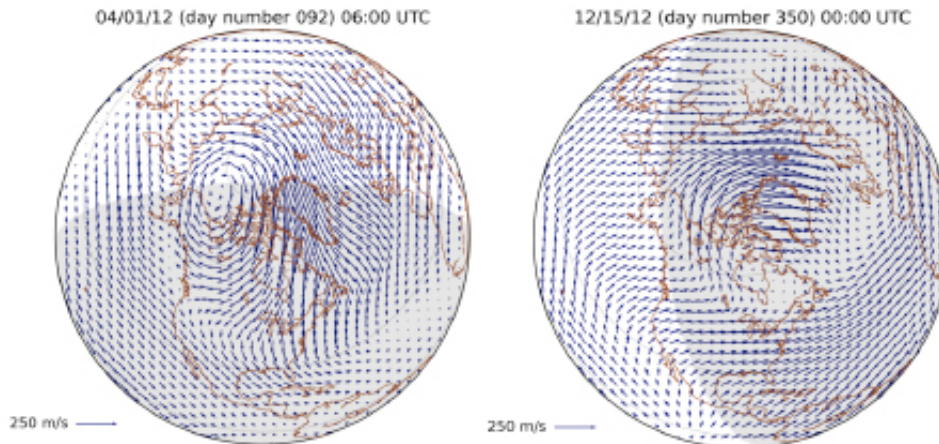 04/01/12 (day number 092) 06:00 UTC
12/15/12 (day number 350) 00:00 UTC
250 m/s
250 m/s